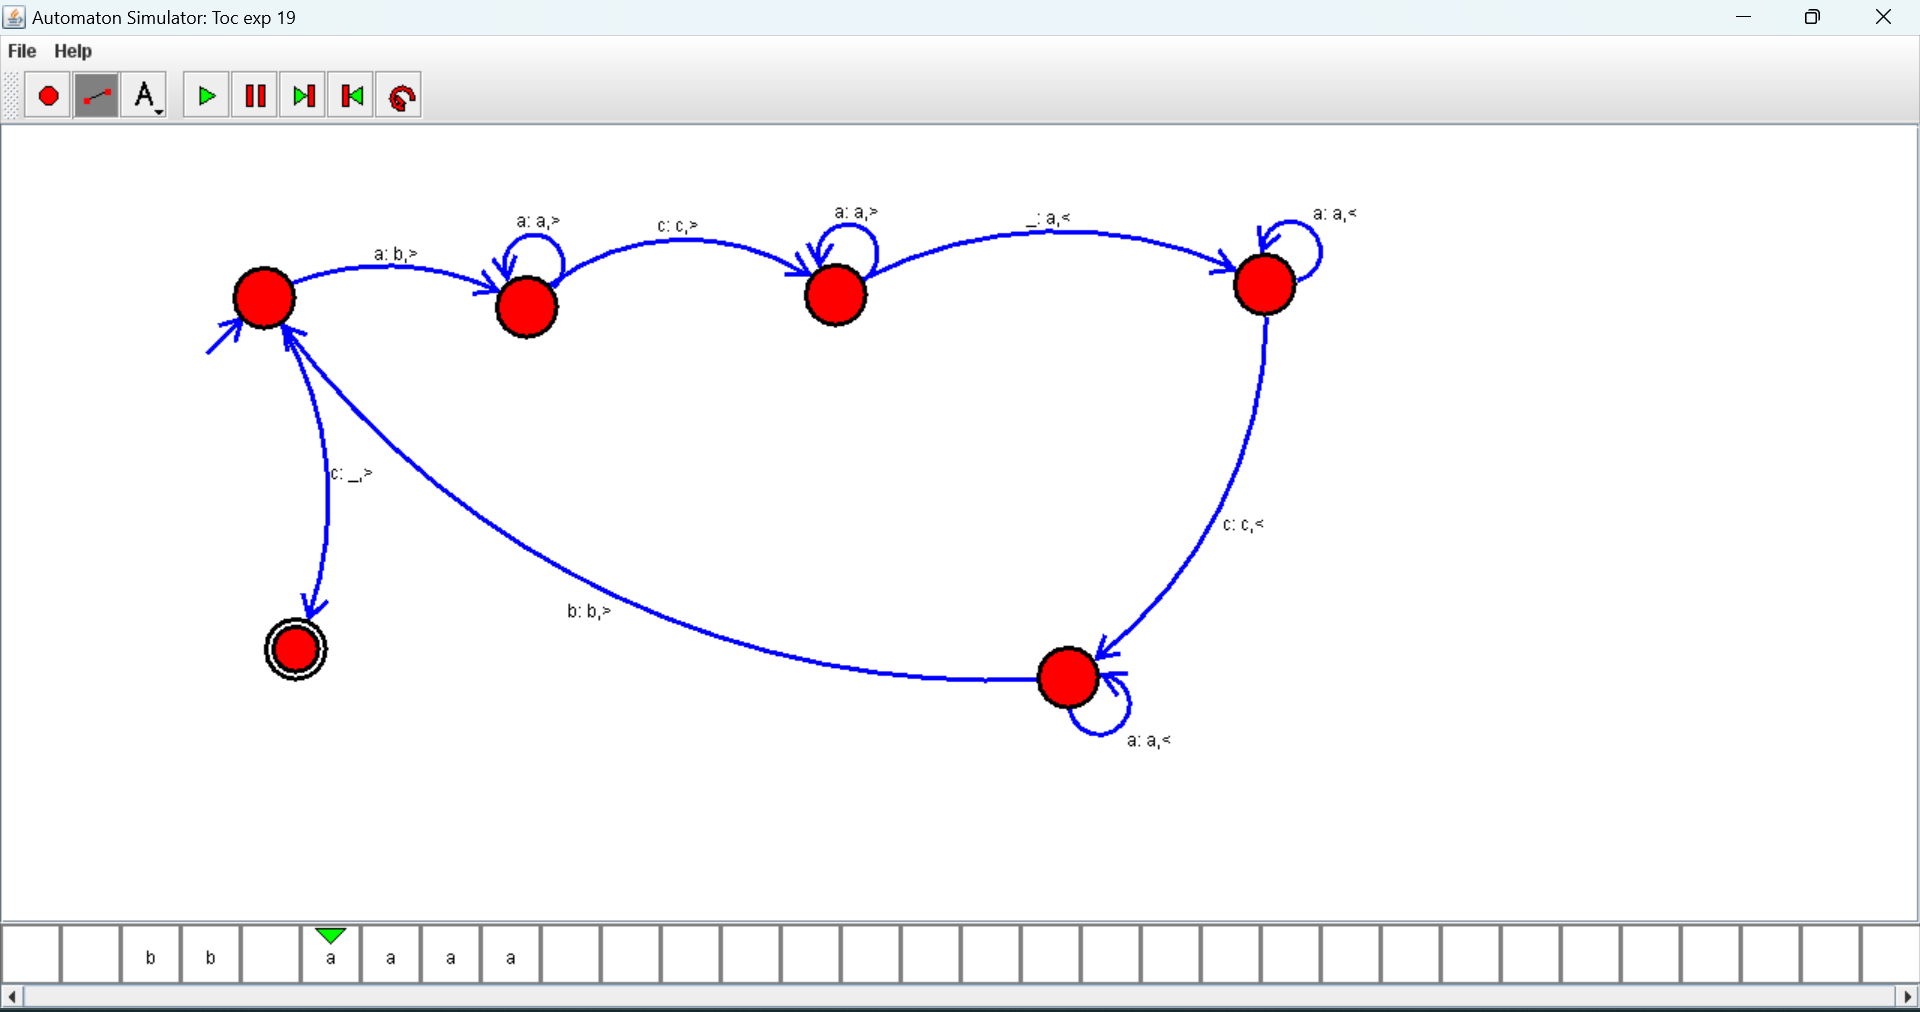 Automaton Simulator: Toc exp 19
File Help
A
a: a,> a: a,> _: a,< a: a,<
a: b,> c: c,>
c: _,>
c: c,<
b: b,>
a: a,<
b b a a a a